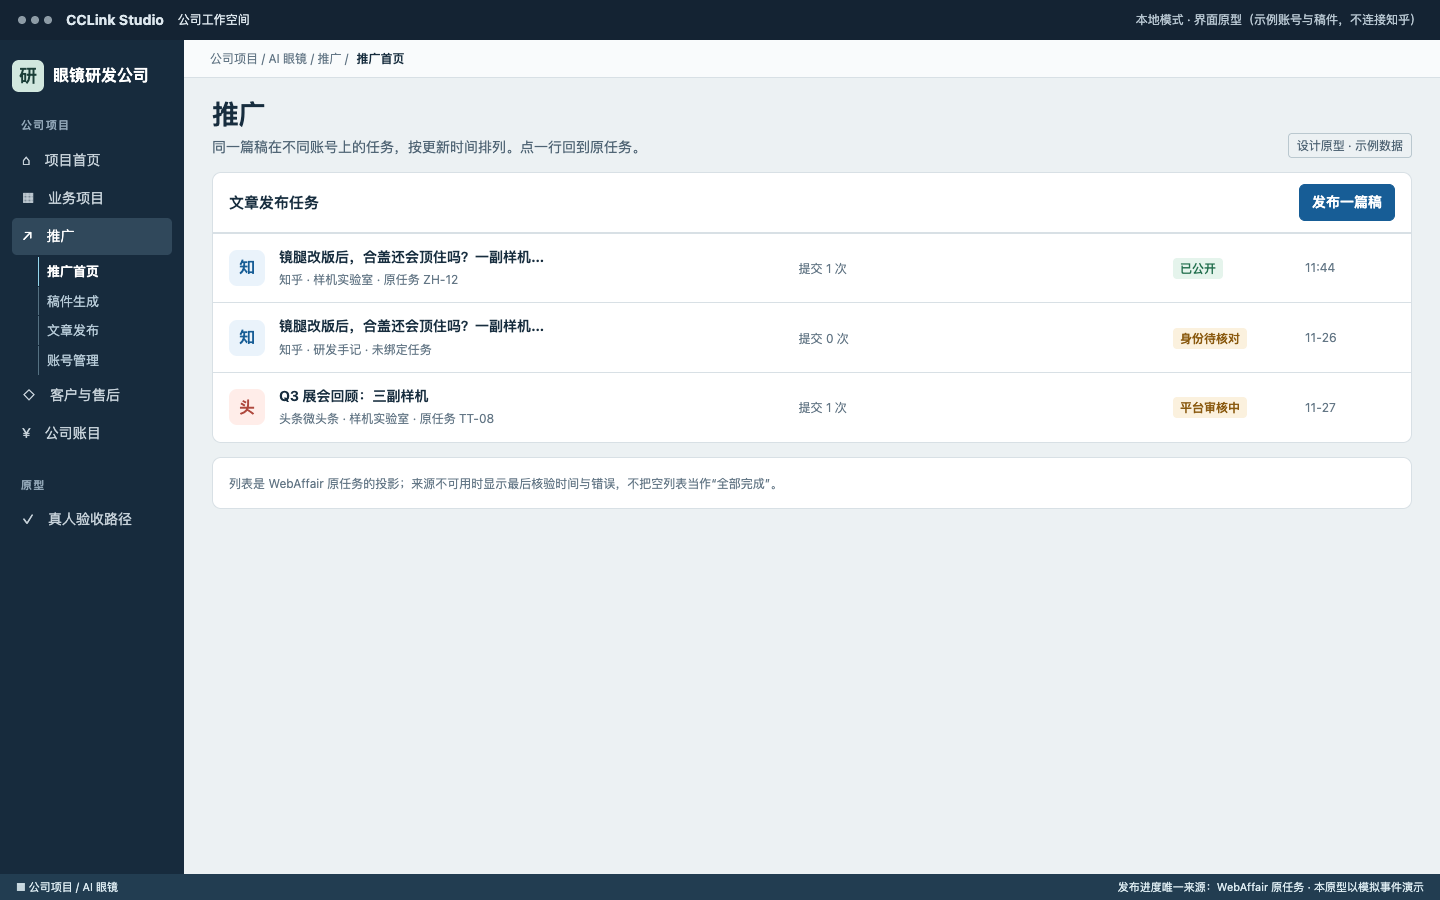 CCLink Studio 公司工作空间
本地模式 · 界面原型（示例账号与稿件，不连接知乎）
研 眼镜研发公司
公司项目
项目首页
业务项目
推广
推广首页
稿件生成
文章发布
账号管理
客户与售后
¥ 公司账目
原型
真人验收路径
公司项目 / AI 眼镜 / 推广 / 推广首页
推广
同一篇稿在不同账号上的任务，按更新时间排列。点一行回到原任务。
设计原型 · 示例数据
文章发布任务
发布一篇稿
知
镜腿改版后，合盖还会顶住吗？一副样机…
知乎 · 样机实验室 · 原任务 ZH-12
提交 1 次
已公开
11:44
知
镜腿改版后，合盖还会顶住吗？一副样机…
知乎 · 研发手记 · 未绑定任务
提交 0 次
身份待核对
11-26
头
Q3 展会回顾：三副样机
头条微头条 · 样机实验室 · 原任务 TT-08
提交 1 次
平台审核中
11-27
列表是 WebAffair 原任务的投影；来源不可用时显示最后核验时间与错误，不把空列表当作“全部完成”。
公司项目 / AI 眼镜
发布进度唯一来源：WebAffair 原任务 · 本原型以模拟事件演示